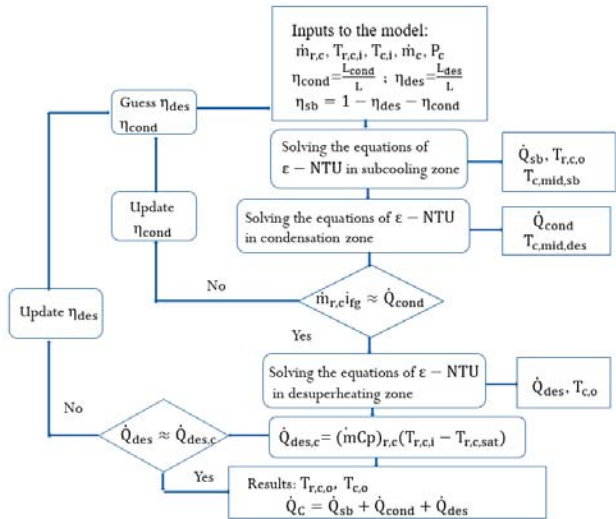 Inputs to the model:
ṁr,c, Tr,c,i, Tc,i, ṁc, Pc
ηcond=Lcond/L ; ηdes=Ldes/L
ηsb = 1 − ηdes − ηcond
Guess ηdes
ηcond
Solving the equations of
ε − NTU in subcooling zone
Q̇sb, Tr,c,o
Tc,mid,sb
Update
ηcond
Solving the equations of ε − NTU
in condensation zone
Q̇cond
Tc,mid,des
No
ṁr,cifg ≈ Q̇cond
Update ηdes
Yes
Solving the equations of ε − NTU
in desuperheating zone
Q̇des, Tc,o
No
Q̇des ≈ Q̇des,c
Q̇des,c= (ṁCp)r,c(Tr,c,i − Tr,c,sat)
Yes
Results: Tr,c,o, Tc,o
Q̇C = Q̇sb + Q̇cond + Q̇des